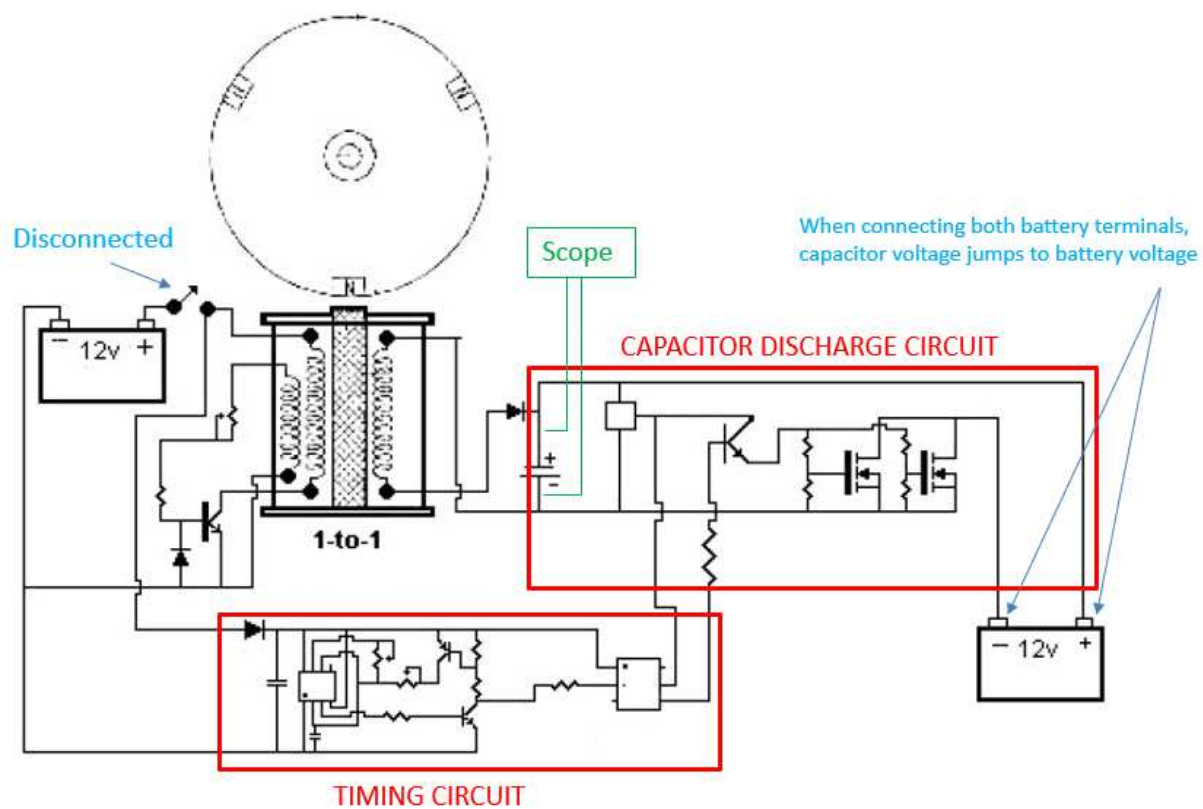 N
N
Disconnected
N
Scope
When connecting both battery terminals,
capacitor voltage jumps to battery voltage
− 12v +
CAPACITOR DISCHARGE CIRCUIT
+
−
1-to-1
− 12v +
TIMING CIRCUIT